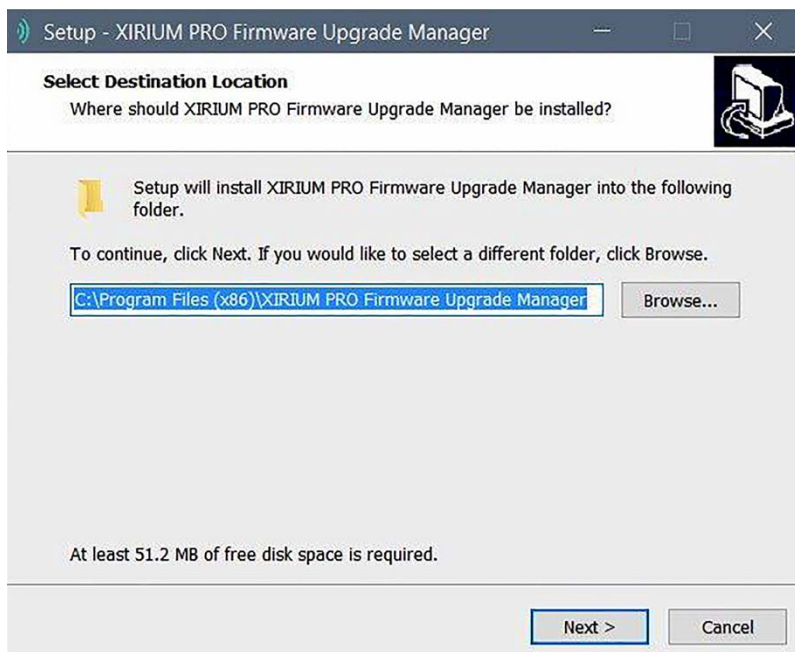 Setup - XIRIUM PRO Firmware Upgrade Manager
Select Destination Location
Where should XIRIUM PRO Firmware Upgrade Manager be installed?
Setup will install XIRIUM PRO Firmware Upgrade Manager into the following
folder.
To continue, click Next. If you would like to select a different folder, click Browse.
C:\Program Files (x86)\XIRIUM PRO Firmware Upgrade Manager
Browse...
At least 51.2 MB of free disk space is required.
Next >
Cancel